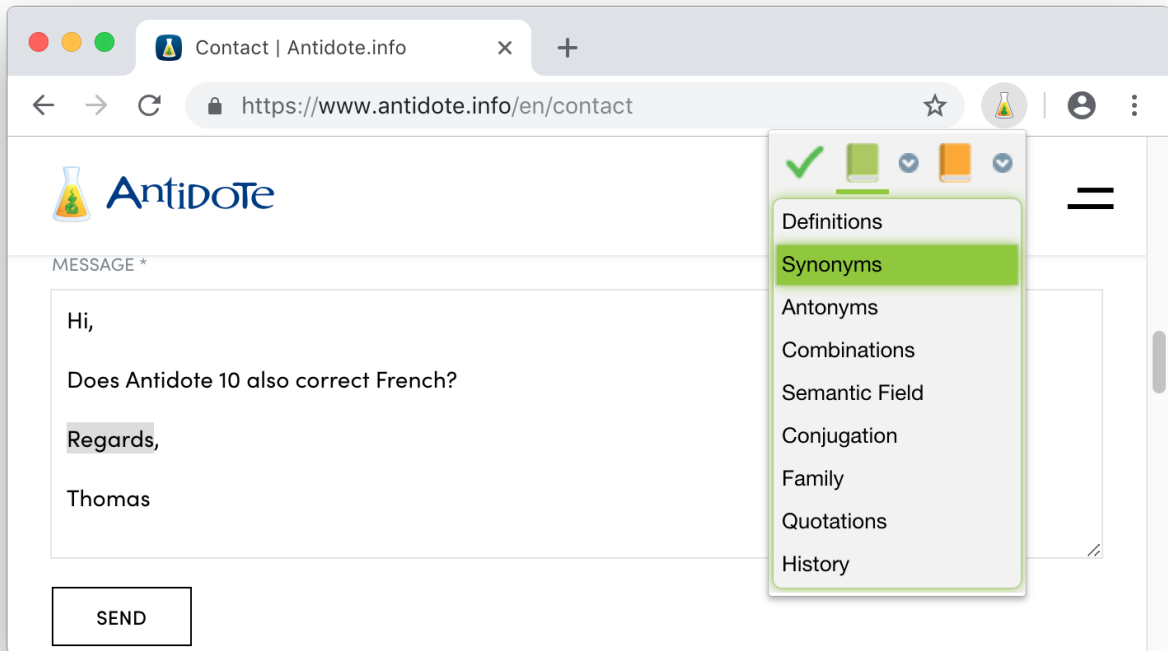 Contact | Antidote.info
https://www.antidote.info/en/contact
Antidote
MESSAGE *
Hi,
Does Antidote 10 also correct French?
Regards,
Thomas
SEND
Definitions
Synonyms
Antonyms
Combinations
Semantic Field
Conjugation
Family
Quotations
History